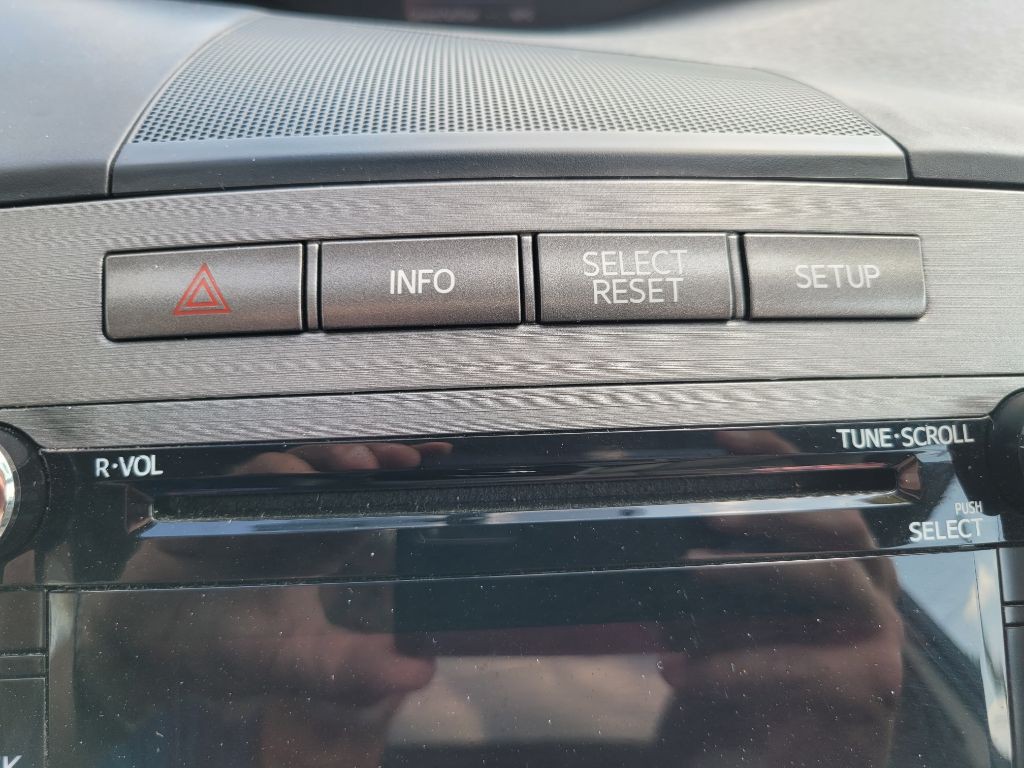 INFO
SELECT
RESET
SETUP
R·VOL
TUNE·SCROLL
PUSH
SELECT
K